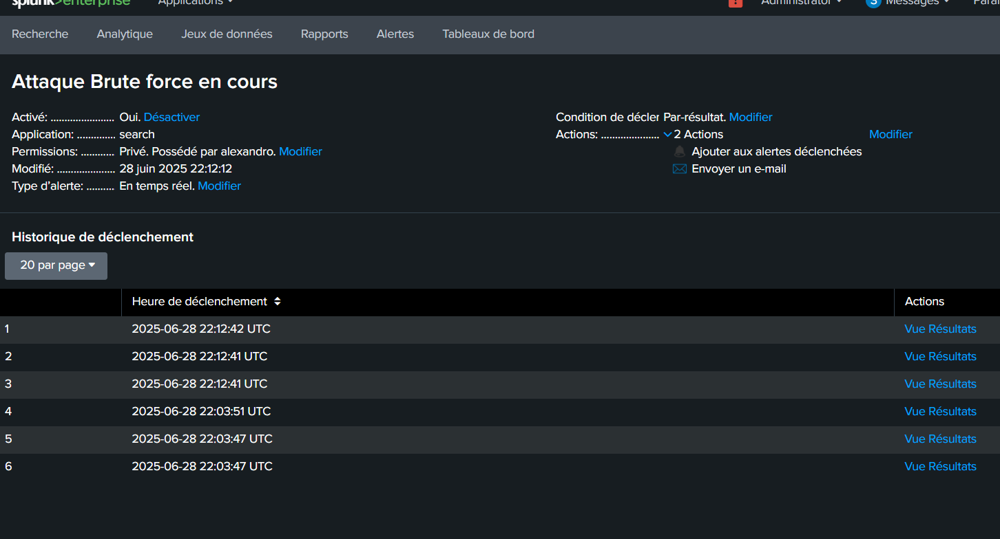 splunk>enterprise Applications ! Administrator 3 Messages
Recherche Analytique Jeux de données Rapports Alertes Tableaux de bord
Attaque Brute force en cours
Activé: ....................... Oui. Désactiver
Application: .............. search
Permissions: ............ Privé. Possédé par alexandro. Modifier
Modifié: ..................... 28 juin 2025 22:12:12
Type d'alerte: .......... En temps réel. Modifier
Condition de décler Par-résultat. Modifier
Actions: ..................... 2 Actions Modifier
Ajouter aux alertes déclenchées
Envoyer un e-mail
Historique de déclenchement
20 par page
Heure de déclenchement Actions
1 2025-06-28 22:12:42 UTC Vue Résultats
2 2025-06-28 22:12:41 UTC Vue Résultats
3 2025-06-28 22:12:41 UTC Vue Résultats
4 2025-06-28 22:03:51 UTC Vue Résultats
5 2025-06-28 22:03:47 UTC Vue Résultats
6 2025-06-28 22:03:47 UTC Vue Résultats